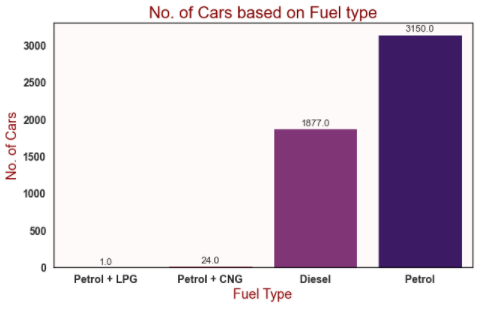 No. of Cars based on Fuel type
3150.0
3000
2500
2000
1877.0
1500
1000
500
0
1.0
24.0
No. of Cars
Petrol + LPG Petrol + CNG Diesel Petrol
Fuel Type